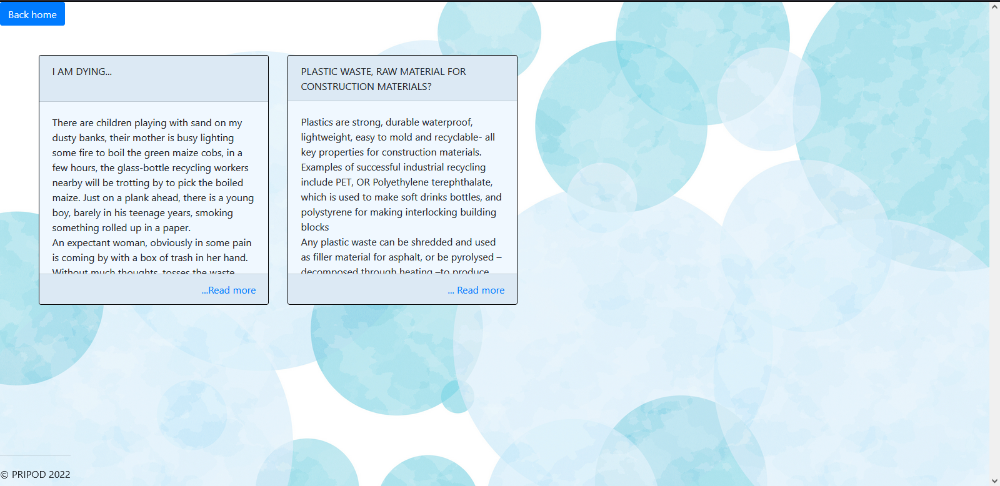 Back home
I AM DYING...
There are children playing with sand on my
dusty banks, their mother is busy lighting
some fire to boil the green maize cobs, in a
few hours, the glass-bottle recycling workers
nearby will be trotting by to pick the boiled
maize. Just on a plank ahead, there is a young
boy, barely in his teenage years, smoking
something rolled up in a paper.
An expectant woman, obviously in some pain
is coming by with a box of trash in her hand.
Without much thoughts, tosses the waste
...Read more
PLASTIC WASTE, RAW MATERIAL FOR
CONSTRUCTION MATERIALS?
Plastics are strong, durable waterproof,
lightweight, easy to mold and recyclable- all
key properties for construction materials.
Examples of successful industrial recycling
include PET, OR Polyethylene terephthalate,
which is used to make soft drinks bottles, and
polystyrene for making interlocking building
blocks
Any plastic waste can be shredded and used
as filler material for asphalt, or be pyrolysed –
decomposed through heating –to produce
... Read more
© PRIPOD 2022